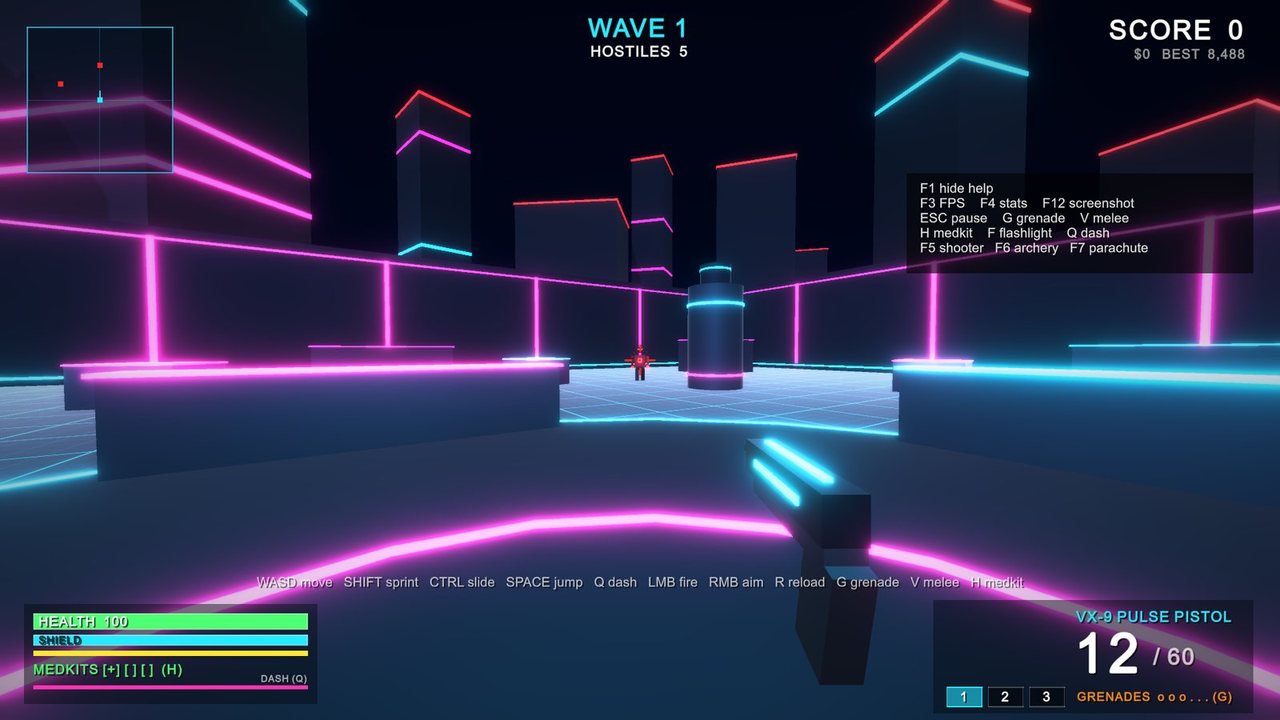 WAVE 1
HOSTILES 5
SCORE 0
$0 BEST 8,488
F1 hide help
F3 FPS F4 stats F12 screenshot
ESC pause G grenade V melee
H medkit F flashlight Q dash
F5 shooter F6 archery F7 parachute
WASD move SHIFT sprint CTRL slide SPACE jump Q dash LMB fire RMB aim R reload G grenade V melee H medkit
HEALTH 100
SHIELD
MEDKITS [+] [ ] [ ] (H)
DASH (Q)
VX-9 PULSE PISTOL
12 / 60
1 2 3
GRENADES o o o . . . (G)